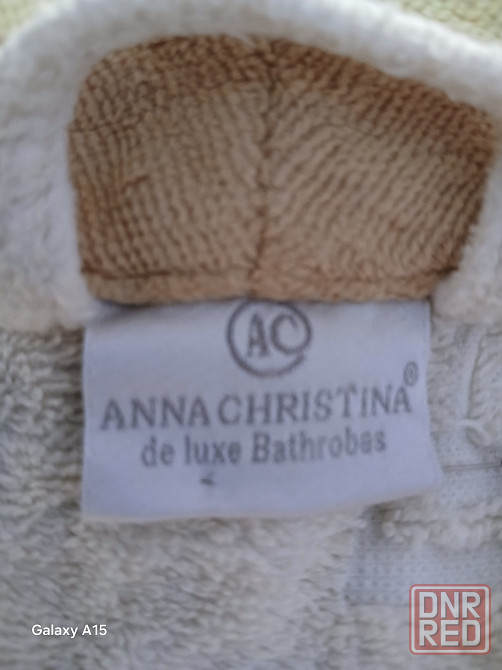 AC
ANNA CHRISTINA®
de luxe Bathrobes
Galaxy A15
DNR
RED